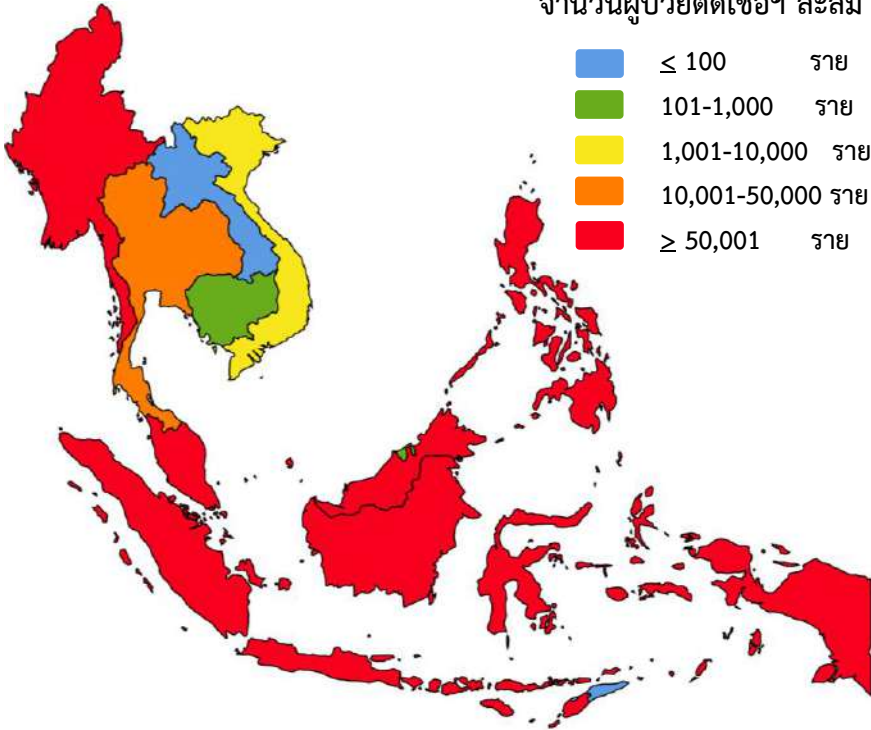 จำนวนผู้ป่วยติดเชื้อฯ สะสม
≤ 100 ราย
101-1,000 ราย
1,001-10,000 ราย
10,001-50,000 ราย
≥ 50,001 ราย